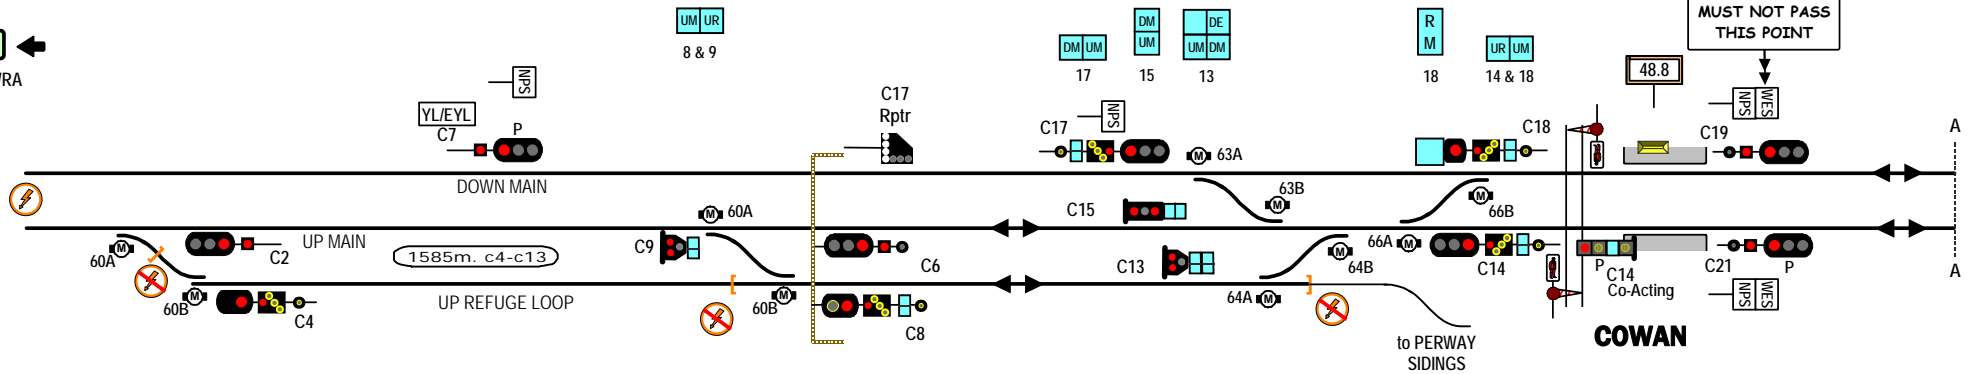 MUST NOT PASS
THIS POINT
UM UR
8 & 9
DM UM
17
DM
UM
15
DE
UM DM
13
R
M
18
UR UM
14 & 18
48.8
NPS
YL/EYL
C7
P
C17
Rptr
C17
NPS
63A
C18
NPS
WES
C19
A
DOWN MAIN
63B
66B
60A
C15
60A
C2
UP MAIN
1585m. c4-c13
C9
C6
C13
64B
66A
C14
P
C14
Co-Acting
C21
P
A
60B
C4
UP REFUGE LOOP
60B
C8
64A
NPS
WES
to PERWAY
SIDINGS
COWAN
M
M
M
M
M
M
M
M
M
M